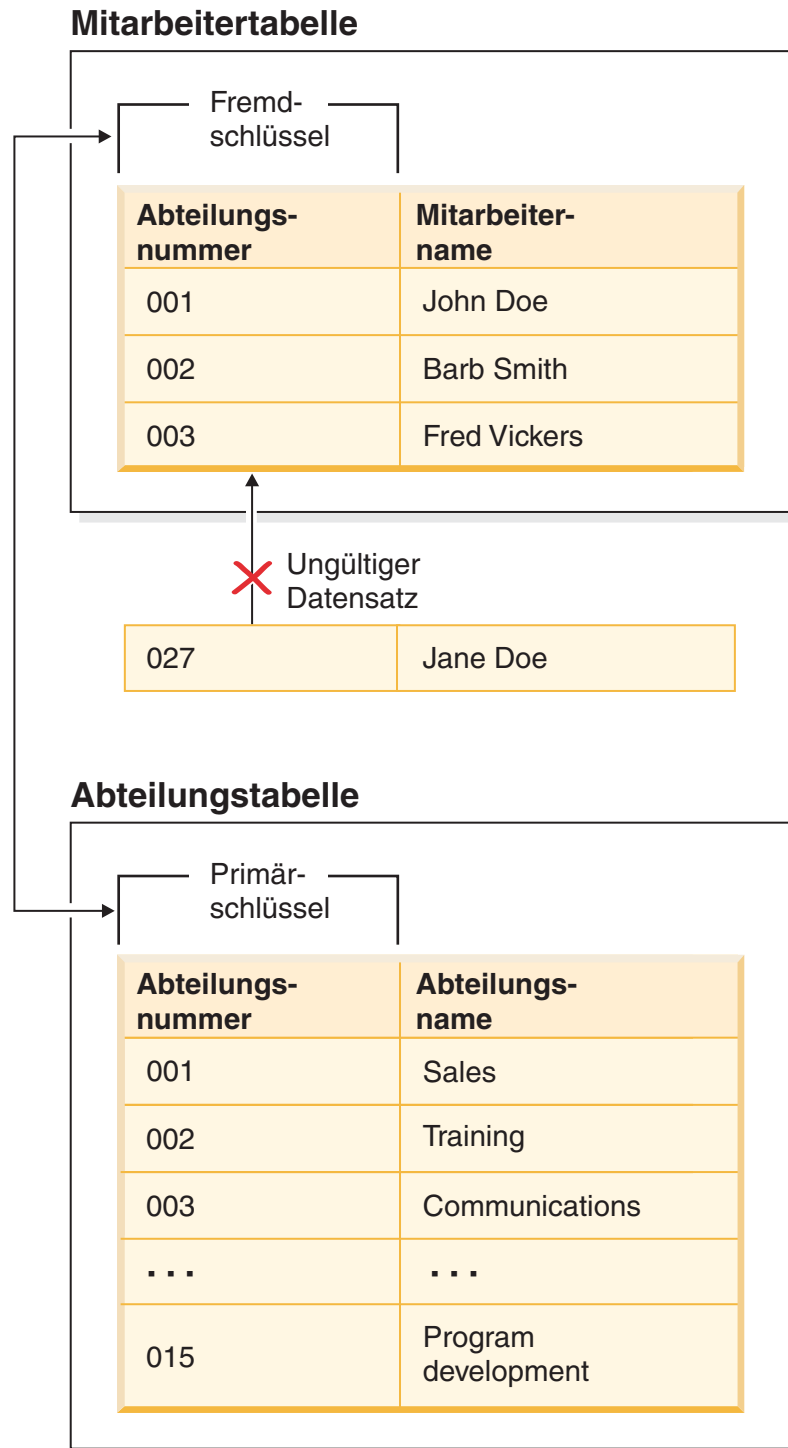 Mitarbeitertabelle
Fremd-
schlüssel
Abteilungs-
nummer
Mitarbeiter-
name
001 John Doe
002 Barb Smith
003 Fred Vickers
Ungültiger
Datensatz
027 Jane Doe
Abteilungstabelle
Primär-
schlüssel
Abteilungs-
nummer
Abteilungs-
name
001 Sales
002 Training
003 Communications
... ...
015 Program
development